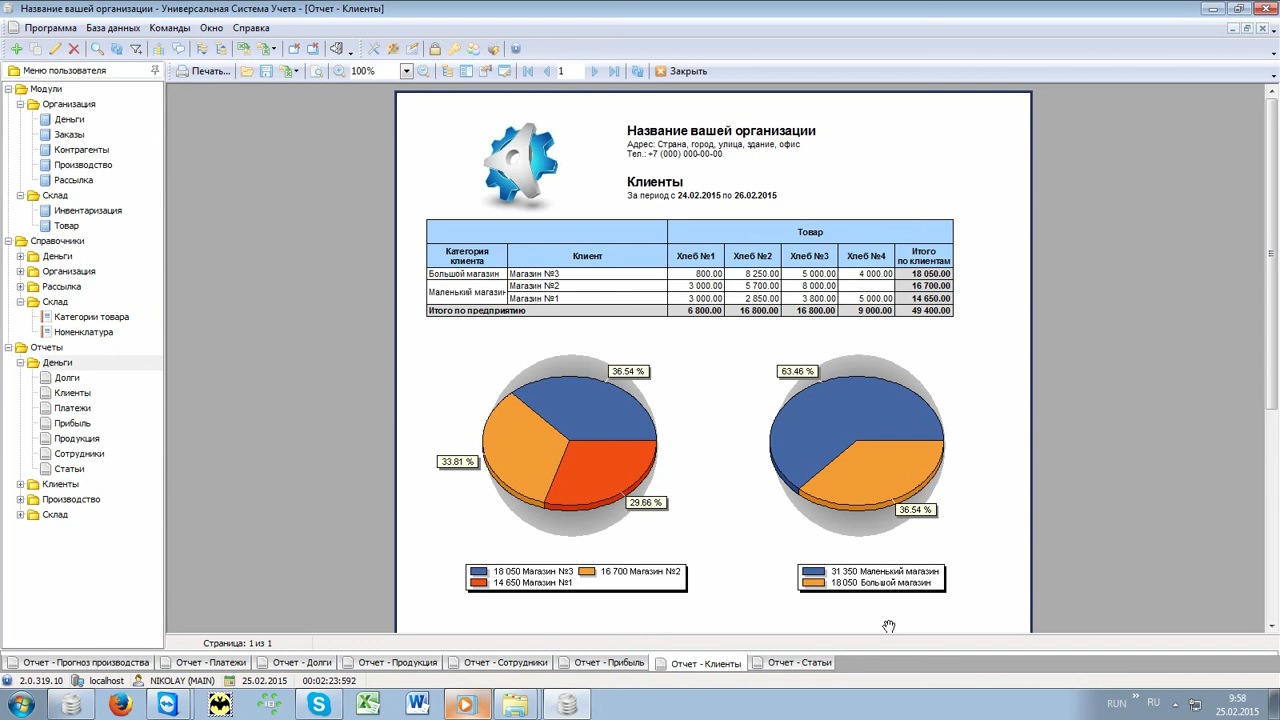 Название вашей организации - Универсальная Система Учета - [Отчет - Клиенты]
Программа База данных Команды Окно Справка
Меню пользователя
Печать... 100% 1 Закрыть
Модули
Организация
Деньги
Заказы
Контрагенты
Производство
Рассылка
Склад
Инвентаризация
Товар
Справочники
Деньги
Организация
Рассылка
Склад
Категории товара
Номенклатура
Отчеты
Деньги
Долги
Клиенты
Платежи
Прибыль
Продукция
Сотрудники
Статьи
Клиенты
Производство
Склад
Название вашей организации
Адрес: Страна, город, улица, здание, офис
Тел.: +7 (000) 000-00-00
Клиенты
За период с 24.02.2015 по 26.02.2015
Товар
Категория клиента Клиент Хлеб №1 Хлеб №2 Хлеб №3 Хлеб №4 Итого по клиентам
Большой магазин Магазин №3 800.00 8 250.00 5 000.00 4 000.00 18 050.00
Маленький магазин Магазин №2 3 000.00 5 700.00 8 000.00 16 700.00
Магазин №1 3 000.00 2 850.00 3 800.00 5 000.00 14 650.00
Итого по предприятию 6 800.00 16 800.00 16 800.00 9 000.00 49 400.00
36.54 %
33.81 %
29.66 %
63.46 %
36.54 %
18 050 Магазин №3 16 700 Магазин №2
14 650 Магазин №1
31 350 Маленький магазин
18 050 Большой магазин
Страница: 1 из 1
Отчет - Прогноз производства Отчет - Платежи Отчет - Долги Отчет - Продукция Отчет - Сотрудники Отчет - Прибыль Отчет - Клиенты Отчет - Статьи
2.0.319.10 localhost NIKOLAY (MAIN) 25.02.2015 00:02:23:592
RUN RU 9:58
25.02.2015